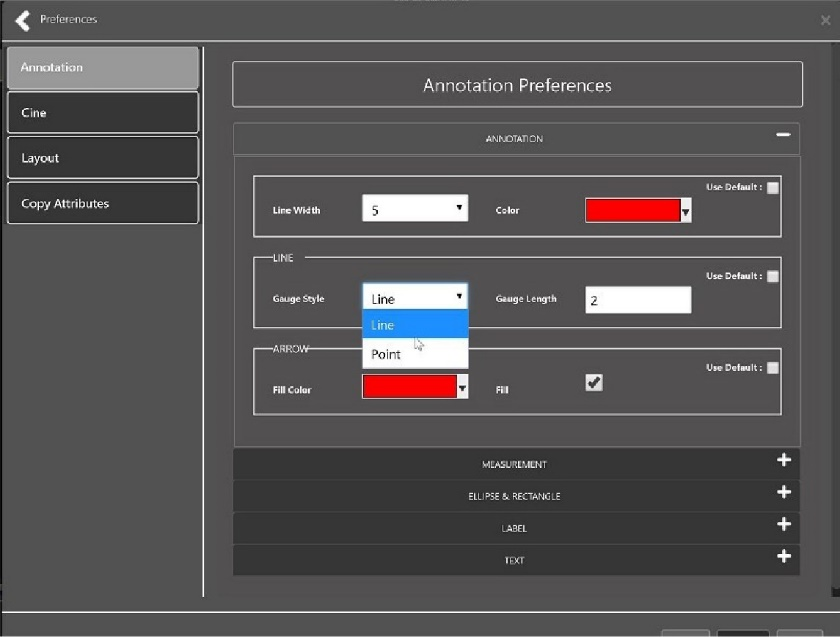 Preferences
Annotation
Cine
Layout
Copy Attributes
Annotation Preferences
ANNOTATION
Use Default :
Line Width 5 Color
LINE
Use Default :
Gauge Style Line Gauge Length 2
Line
Point
ARROW
Use Default :
Fill Color Fill
MEASUREMENT
ELLIPSE & RECTANGLE
LABEL
TEXT